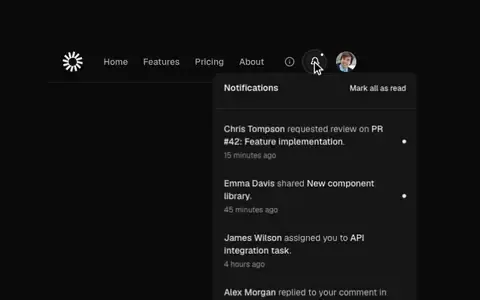 Home Features Pricing About
Notifications Mark all as read
Chris Tompson requested review on PR
#42: Feature implementation.
15 minutes ago
Emma Davis shared New component
library.
45 minutes ago
James Wilson assigned you to API
integration task.
4 hours ago
Alex Morgan replied to your comment in